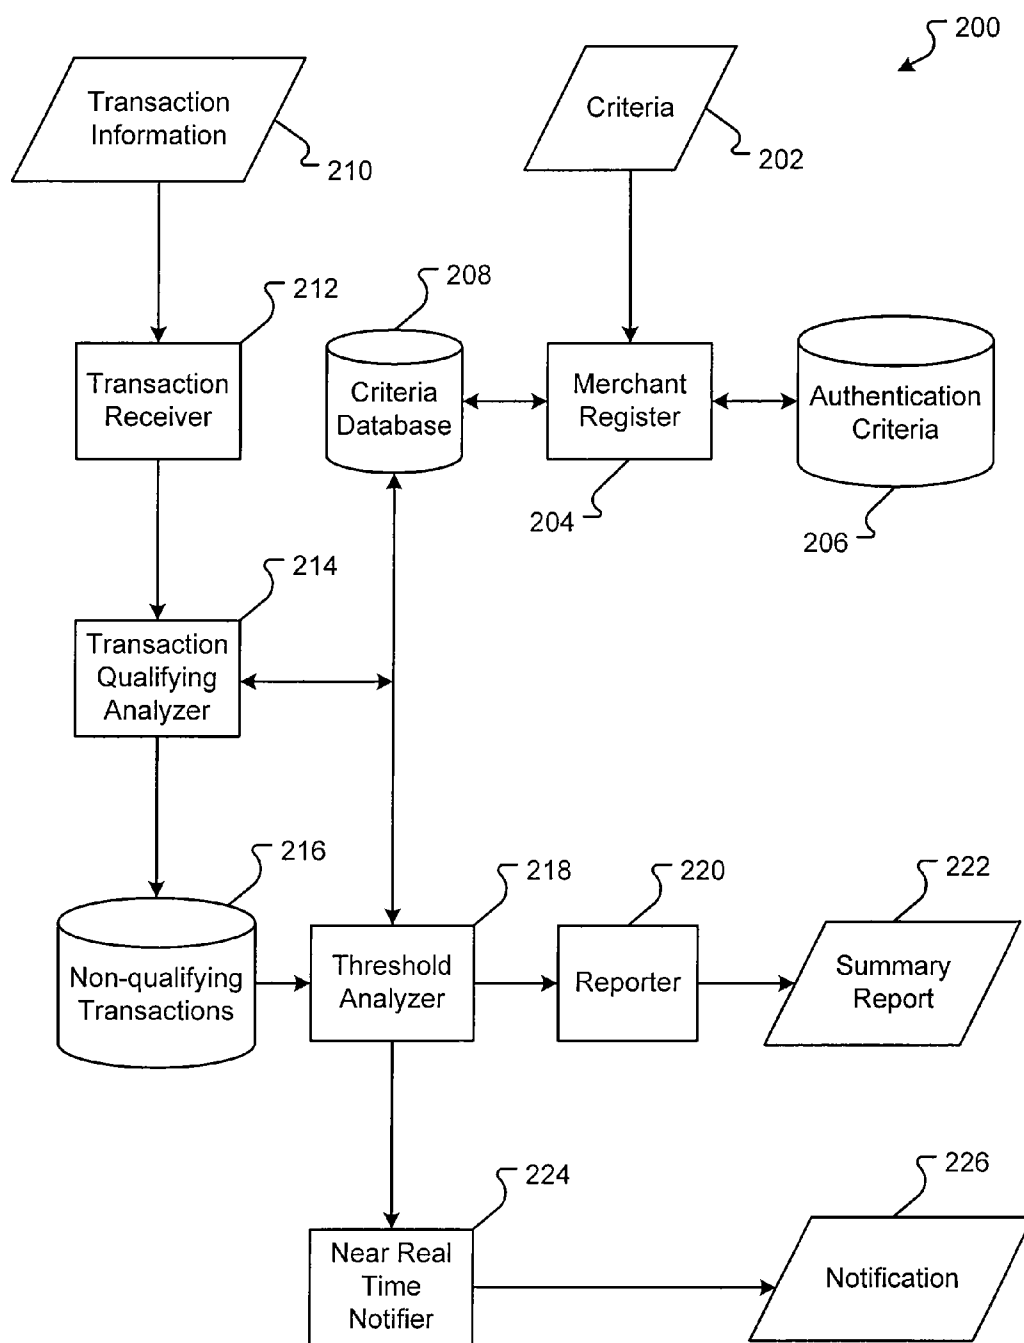 200
Transaction
Information
210
Criteria
202
212
208
Transaction
Receiver
Criteria
Database
Merchant
Register
Authentication
Criteria
204
206
214
Transaction
Qualifying
Analyzer
216
218
220
222
Non-qualifying
Transactions
Threshold
Analyzer
Reporter
Summary
Report
224
226
Near Real
Time
Notifier
Notification